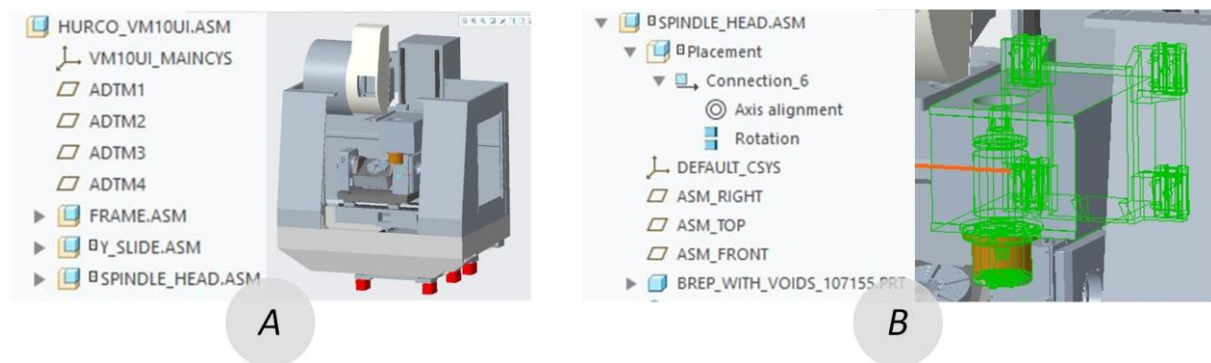 HURCO_VM10UI.ASM
VM10UI_MAINCYS
ADTM1
ADTM2
ADTM3
ADTM4
FRAME.ASM
Y_SLIDE.ASM
SPINDLE_HEAD.ASM
A
SPINDLE_HEAD.ASM
Placement
Connection_6
Axis alignment
Rotation
DEFAULT_CSYS
ASM_RIGHT
ASM_TOP
ASM_FRONT
BREP_WITH_VOIDS_107155.PRT
B